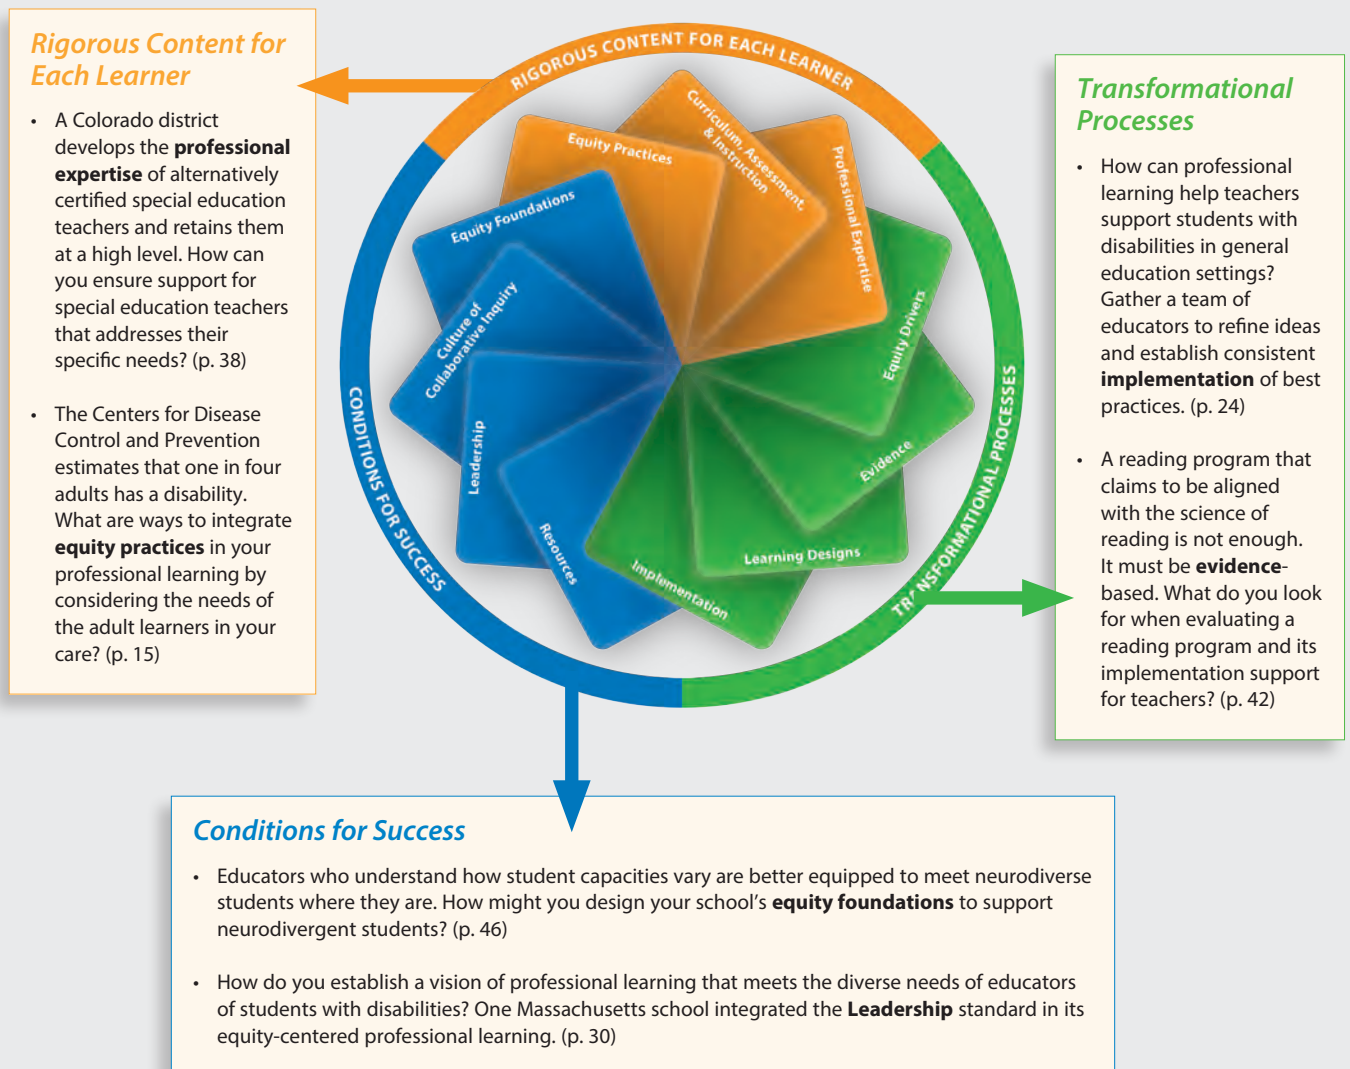 Rigorous Content for
Each Learner
• A Colorado district
develops the professional
expertise of alternatively
certified special education
teachers and retains them
at a high level. How can
you ensure support for
special education teachers
that addresses their
specific needs? (p. 38)
• The Centers for Disease
Control and Prevention
estimates that one in four
adults has a disability.
What are ways to integrate
equity practices in your
professional learning by
considering the needs of
the adult learners in your
care? (p. 15)
RIGOROUS CONTENT FOR EACH LEARNER
Equity Practices
Curriculum, Assessment,
& Instruction
Professional Expertise
Equity Foundations
Culture of
Collaborative Inquiry
Leadership
Resources
Equity Drivers
Evidence
Learning Designs
Implementation
CONDITIONS FOR SUCCESS
TRANSFORMATIONAL PROCESSES
Transformational
Processes
• How can professional
learning help teachers
support students with
disabilities in general
education settings?
Gather a team of
educators to refine ideas
and establish consistent
implementation of best
practices. (p. 24)
• A reading program that
claims to be aligned
with the science of
reading is not enough.
It must be evidence-
based. What do you look
for when evaluating a
reading program and its
implementation support
for teachers? (p. 42)
Conditions for Success
• Educators who understand how student capacities vary are better equipped to meet neurodiverse
students where they are. How might you design your school’s equity foundations to support
neurodivergent students? (p. 46)
• How do you establish a vision of professional learning that meets the diverse needs of educators
of students with disabilities? One Massachusetts school integrated the Leadership standard in its
equity-centered professional learning. (p. 30)